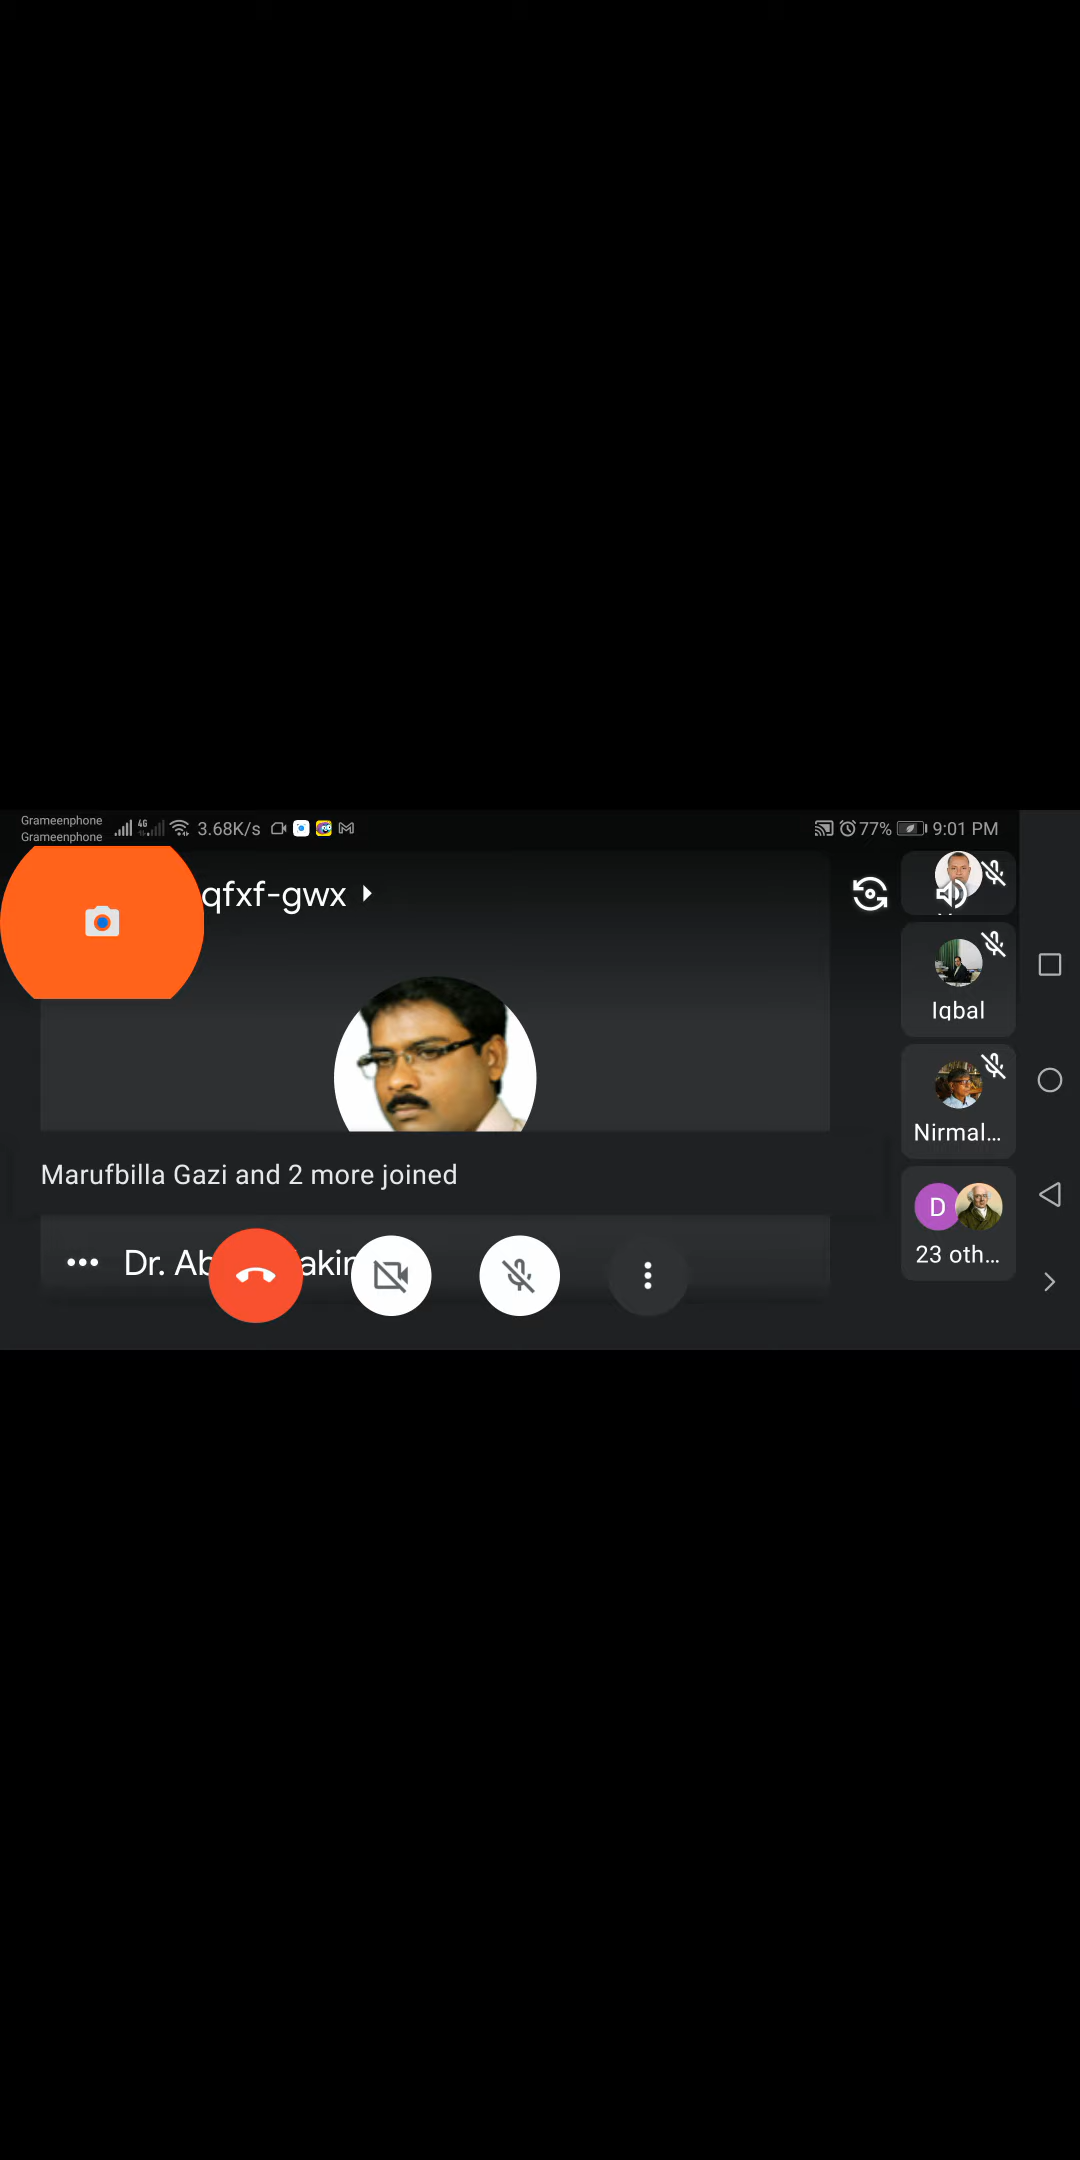 Grameenphone
Grameenphone
4G
3.68K/s
77%
9:01 PM
qfxf-gwx
Iqbal
Nirmal...
Marufbilla Gazi and 2 more joined
D
23 oth...
Dr. Ab